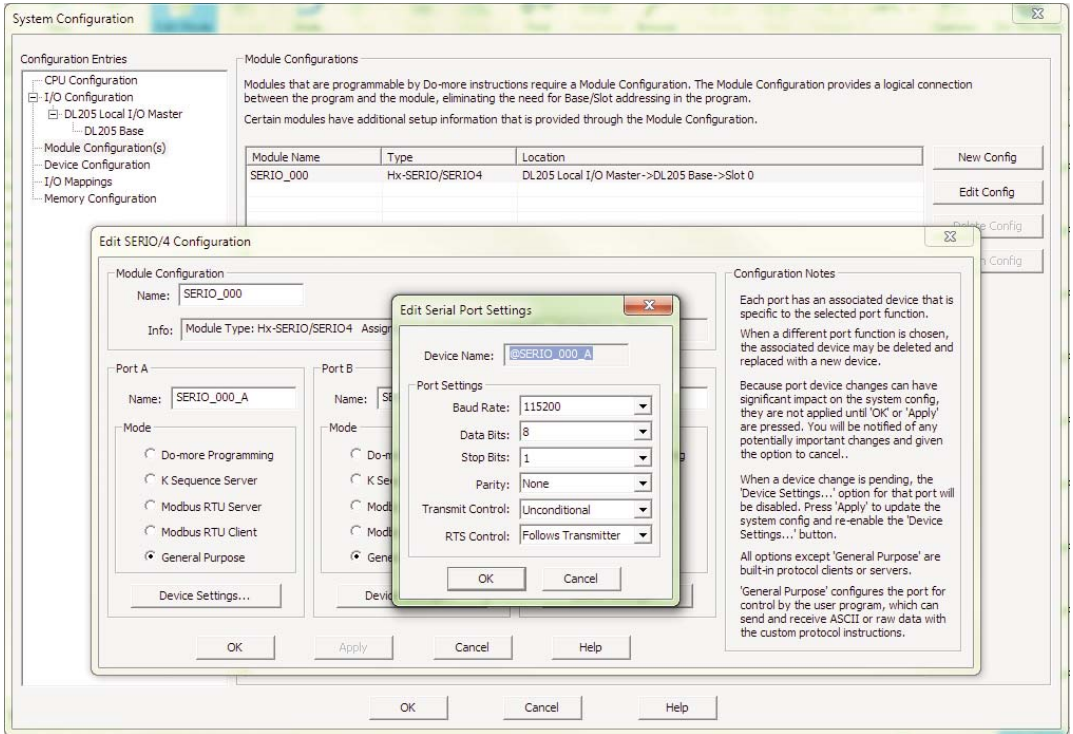 System Configuration
Configuration Entries
CPU Configuration
I/O Configuration
DL205 Local I/O Master
DL205 Base
Module Configuration(s)
Device Configuration
I/O Mappings
Memory Configuration
Module Configurations
Modules that are programmable by Do-more instructions require a Module Configuration. The Module Configuration provides a logical connection
between the program and the module, eliminating the need for Base/Slot addressing in the program.
Certain modules have additional setup information that is provided through the Module Configuration.
Module Name Type Location
SERIO_000 Hx-SERIO/SERIO4 DL205 Local I/O Master->DL205 Base->Slot 0
New Config
Edit Config
Config
Config
Edit SERIO/4 Configuration
Module Configuration
Name: SERIO_000
Info: Module Type: Hx-SERIO/SERIO4 Assig
Port A
Name: SERIO_000_A
Mode
Do-more Programming
K Sequence Server
Modbus RTU Server
Modbus RTU Client
General Purpose
Device Settings...
Port B
Name: SE
Mode
Do-m
K Se
Modb
Modb
Gene
Devic
Edit Serial Port Settings
Device Name: @SERIO_000_A
Port Settings
Baud Rate: 115200
Data Bits: 8
Stop Bits: 1
Parity: None
Transmit Control: Unconditional
RTS Control: Follows Transmitter
OK Cancel
Configuration Notes
Each port has an associated device that is
specific to the selected port function.
When a different port function is chosen,
the associated device may be deleted and
replaced with a new device.
Because port device changes can have
significant impact on the system config,
they are not applied until 'OK' or 'Apply'
are pressed. You will be notified of any
potentially important changes and given
the option to cancel..
When a device change is pending, the
'Device Settings...' option for that port will
be disabled. Press 'Apply' to update the
system config and re-enable the 'Device
Settings...' button.
All options except 'General Purpose' are
built-in protocol clients or servers.
'General Purpose' configures the port for
control by the user program, which can
send and receive ASCII or raw data with
the custom protocol instructions.
OK Apply Cancel Help
OK Cancel Help